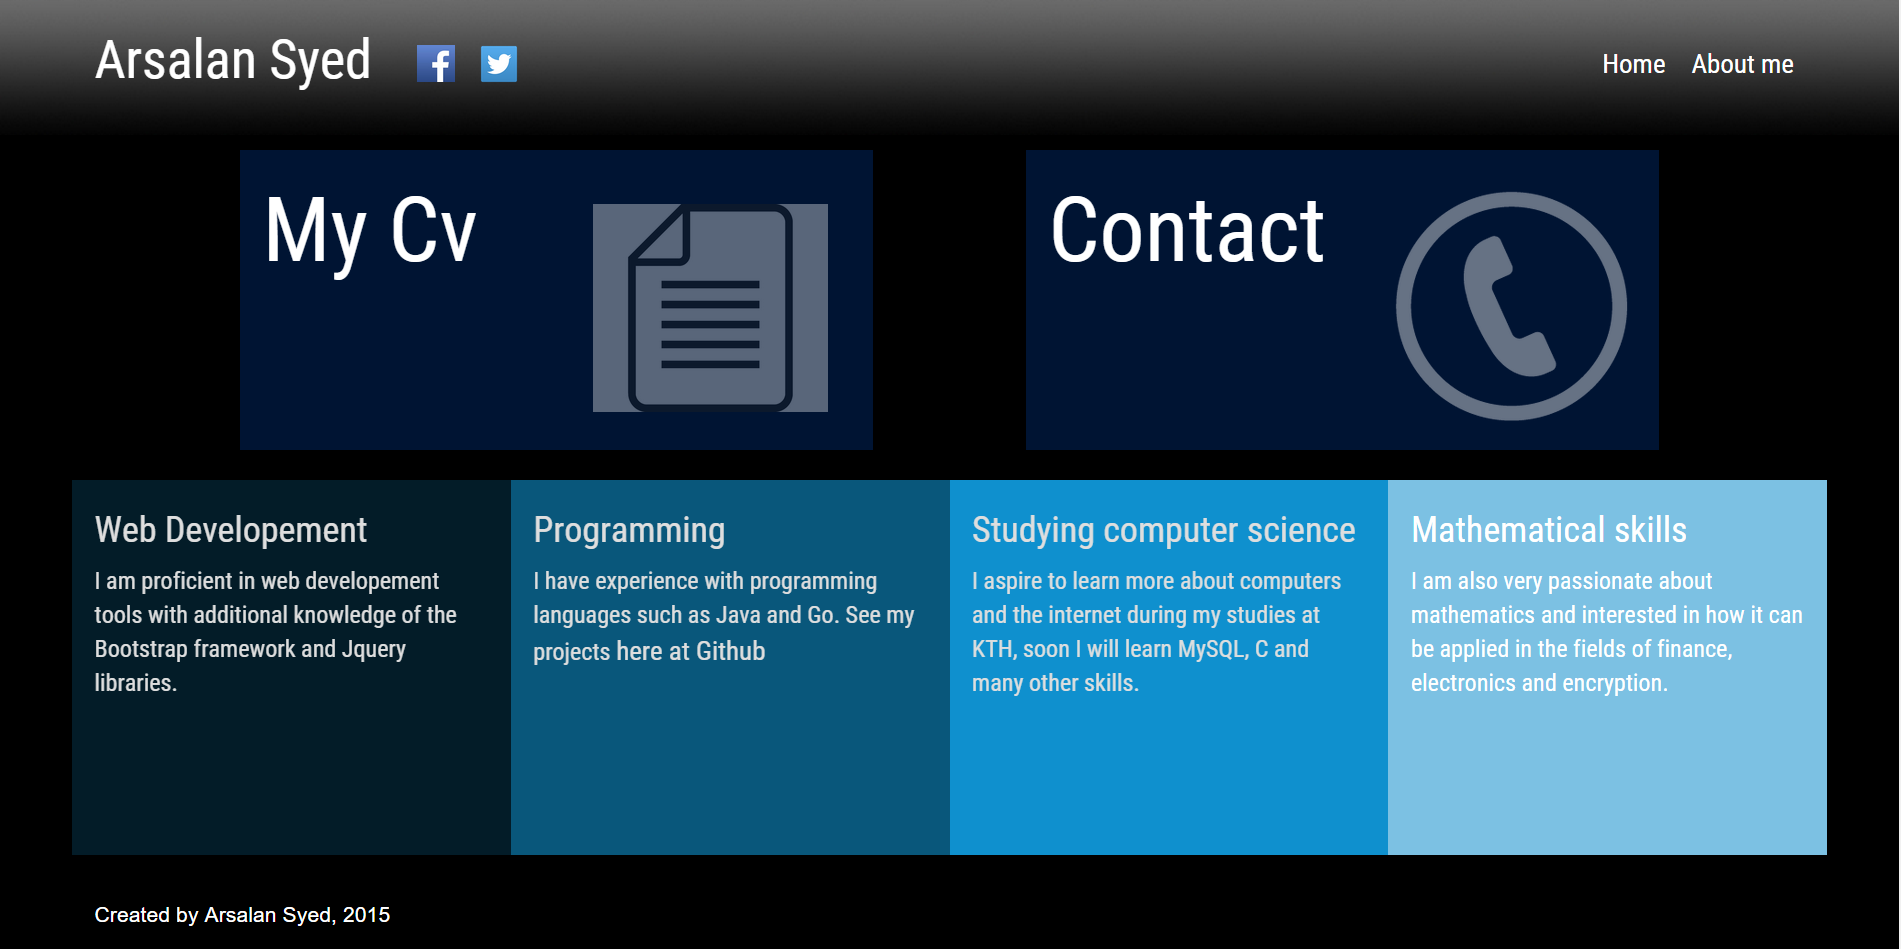 Arsalan Syed
Home About me
My Cv
Contact
Web Developement
I am proficient in web developement
tools with additional knowledge of the
Bootstrap framework and Jquery
libraries.
Programming
I have experience with programming
languages such as Java and Go. See my
projects here at Github
Studying computer science
I aspire to learn more about computers
and the internet during my studies at
KTH, soon I will learn MySQL, C and
many other skills.
Mathematical skills
I am also very passionate about
mathematics and interested in how it can
be applied in the fields of finance,
electronics and encryption.
Created by Arsalan Syed, 2015